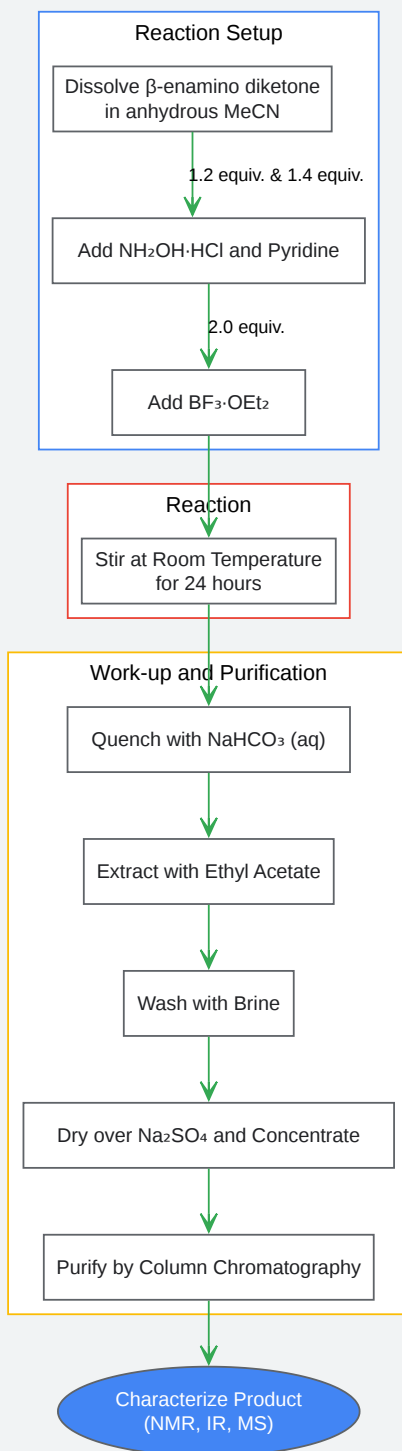 Reaction Setup
Dissolve β-enamino diketone
in anhydrous MeCN
1.2 equiv. & 1.4 equiv.
Add NH₂OH·HCl and Pyridine
2.0 equiv.
Add BF₃·OEt₂
Reaction
Stir at Room Temperature
for 24 hours
Work-up and Purification
Quench with NaHCO₃ (aq)
Extract with Ethyl Acetate
Wash with Brine
Dry over Na₂SO₄ and Concentrate
Purify by Column Chromatography
Characterize Product
(NMR, IR, MS)